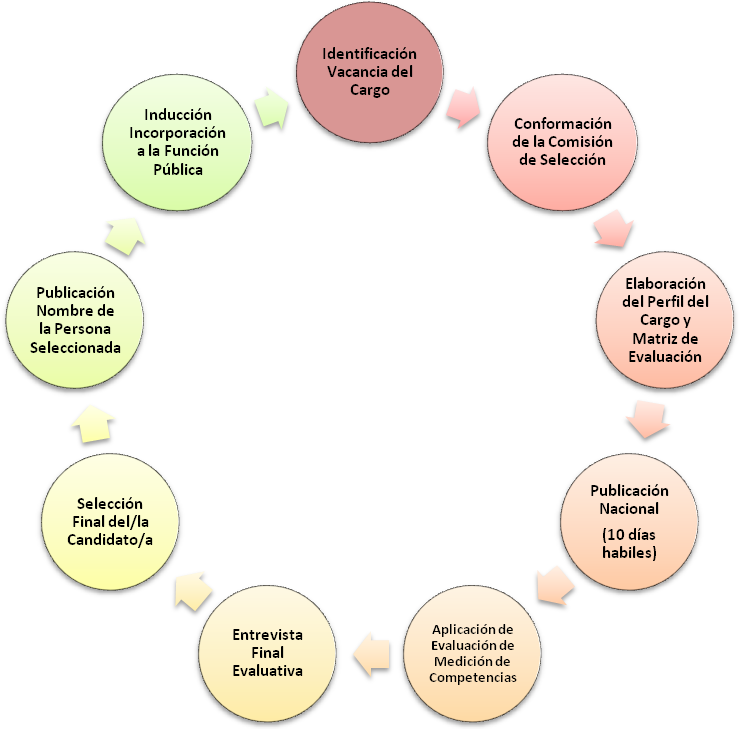 Identificación
Vacancia del
Cargo
Conformación
de la Comisión
de Selección
Elaboración
del Perfil del
Cargo y
Matriz de
Evaluación
Publicación
Nacional
(10 días
habiles)
Aplicación de
Evaluación de
Medición de
Competencias
Entrevista
Final
Evaluativa
Selección
Final del/la
Candidato/a
Publicación
Nombre de
la Persona
Seleccionada
Inducción
Incorporación
a la Función
Pública